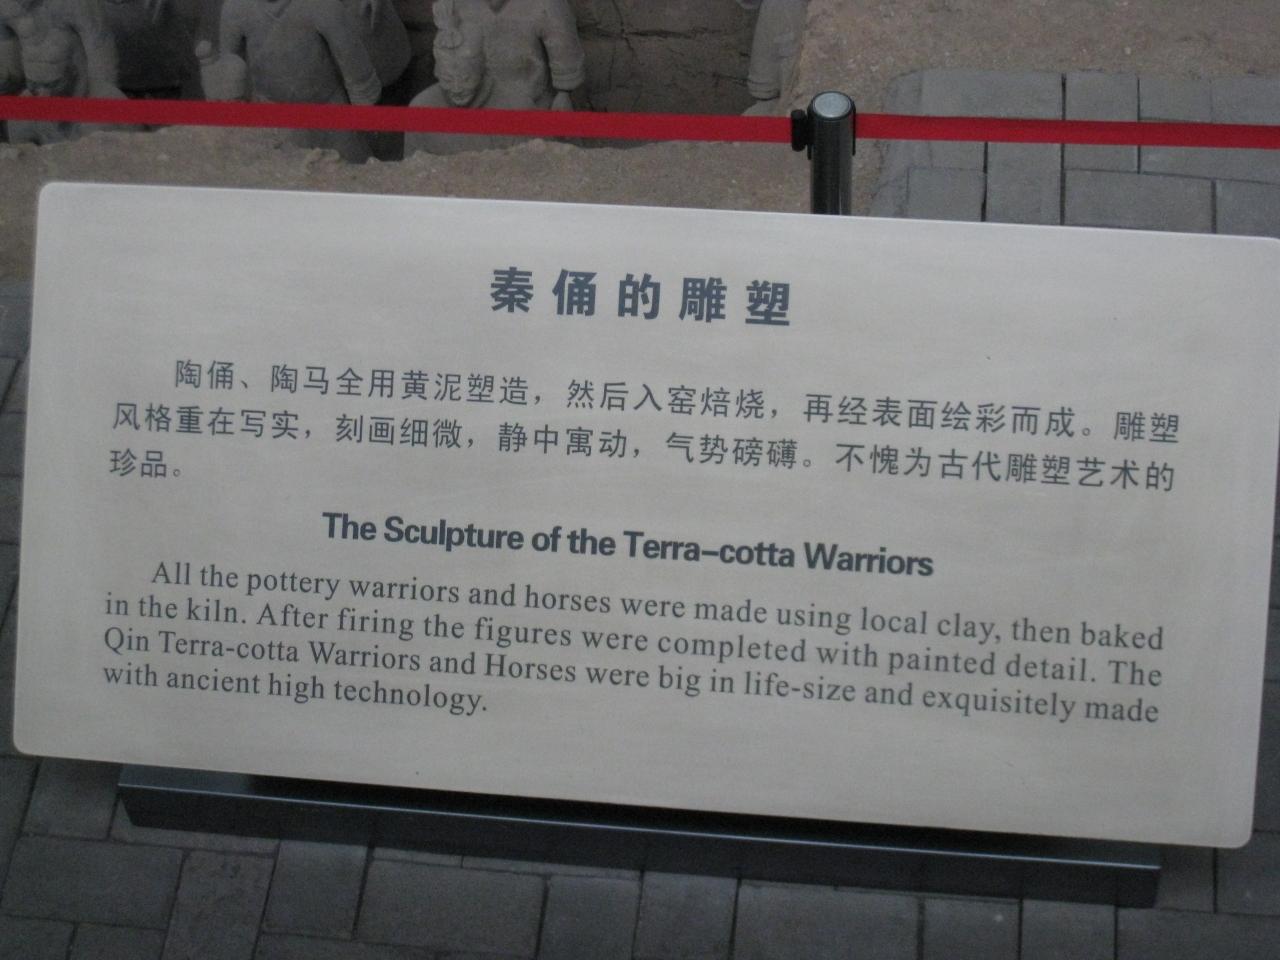 秦俑的雕塑
陶俑、陶马全用黄泥塑造，然后入窑焙烧，再经表面绘彩而成。雕塑
风格重在写实，刻画细微，静中寓动，气势磅礴。不愧为古代雕塑艺术的
珍品。
The Sculpture of the Terra-cotta Warriors
All the pottery warriors and horses were made using local clay, then baked
in the kiln. After firing the figures were completed with painted detail. The
Qin Terra-cotta Warriors and Horses were big in life-size and exquisitely made
with ancient high technology.